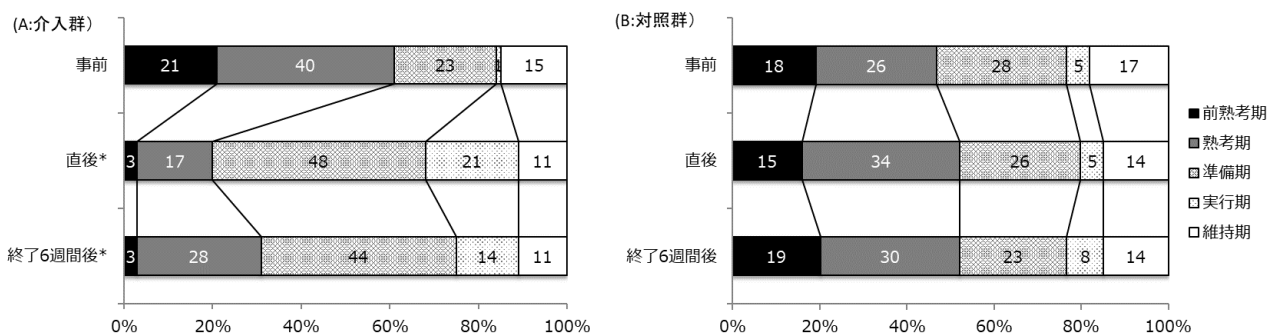 (A:介入群）
事前
21 40 23 1 15
直後*
3 17 48 21 11
終了6週間後*
3 28 44 14 11
0% 20% 40% 60% 80% 100%
(B:対照群）
事前
18 26 28 5 17
直後
15 34 26 5 14
終了6週間後
19 30 23 8 14
0% 20% 40% 60% 80% 100%
前熟考期
熟考期
準備期
実行期
維持期